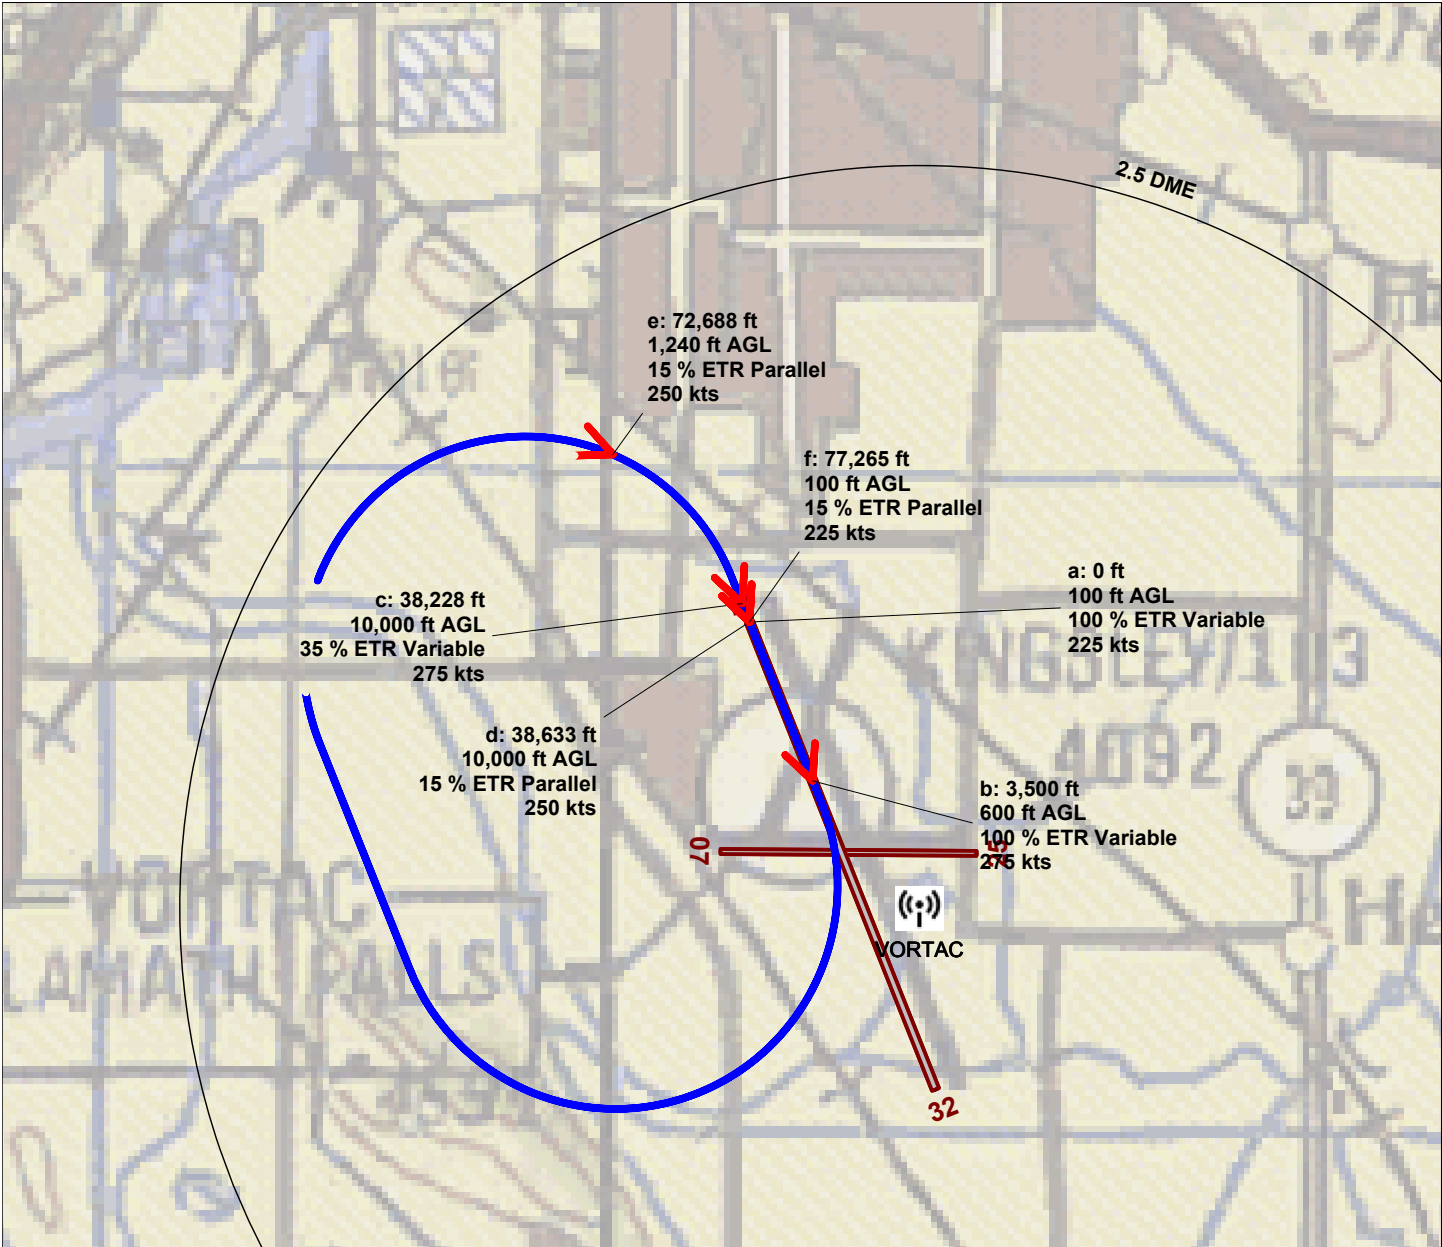 2.5 DME
e: 72,688 ft
1,240 ft AGL
15 % ETR Parallel
250 kts
f: 77,265 ft
100 ft AGL
15 % ETR Parallel
225 kts
a: 0 ft
100 ft AGL
100 % ETR Variable
225 kts
c: 38,228 ft
10,000 ft AGL
35 % ETR Variable
275 kts
KINGSLEY/113
4092
d: 38,633 ft
10,000 ft AGL
15 % ETR Parallel
250 kts
b: 3,500 ft
600 ft AGL
100 % ETR Variable
275 kts
07
25
VORTAC
VORTAC
LAMATH FALLS
32